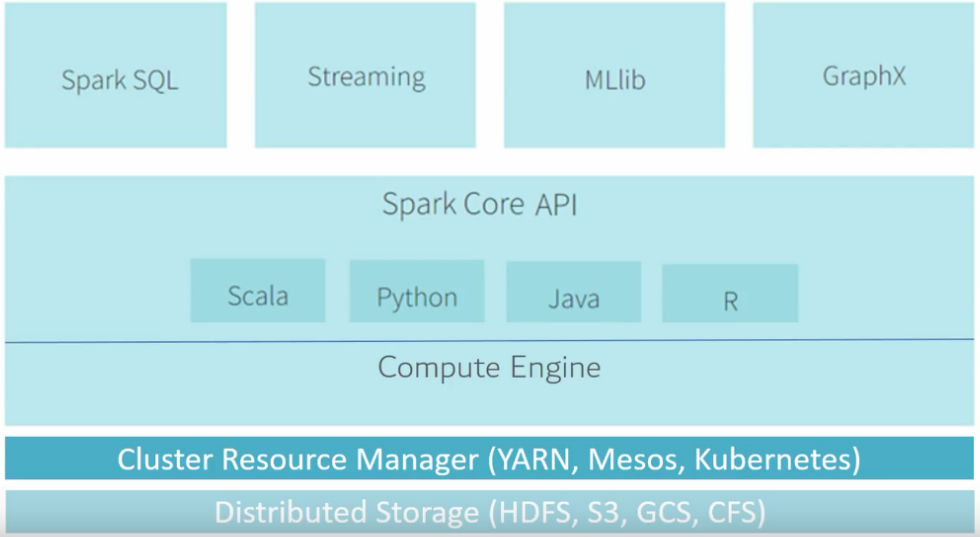 Spark SQL
Streaming
MLlib
GraphX
Spark Core API
Scala
Python
Java
R
Compute Engine
Cluster Resource Manager (YARN, Mesos, Kubernetes)
Distributed Storage (HDFS, S3, GCS, CFS)